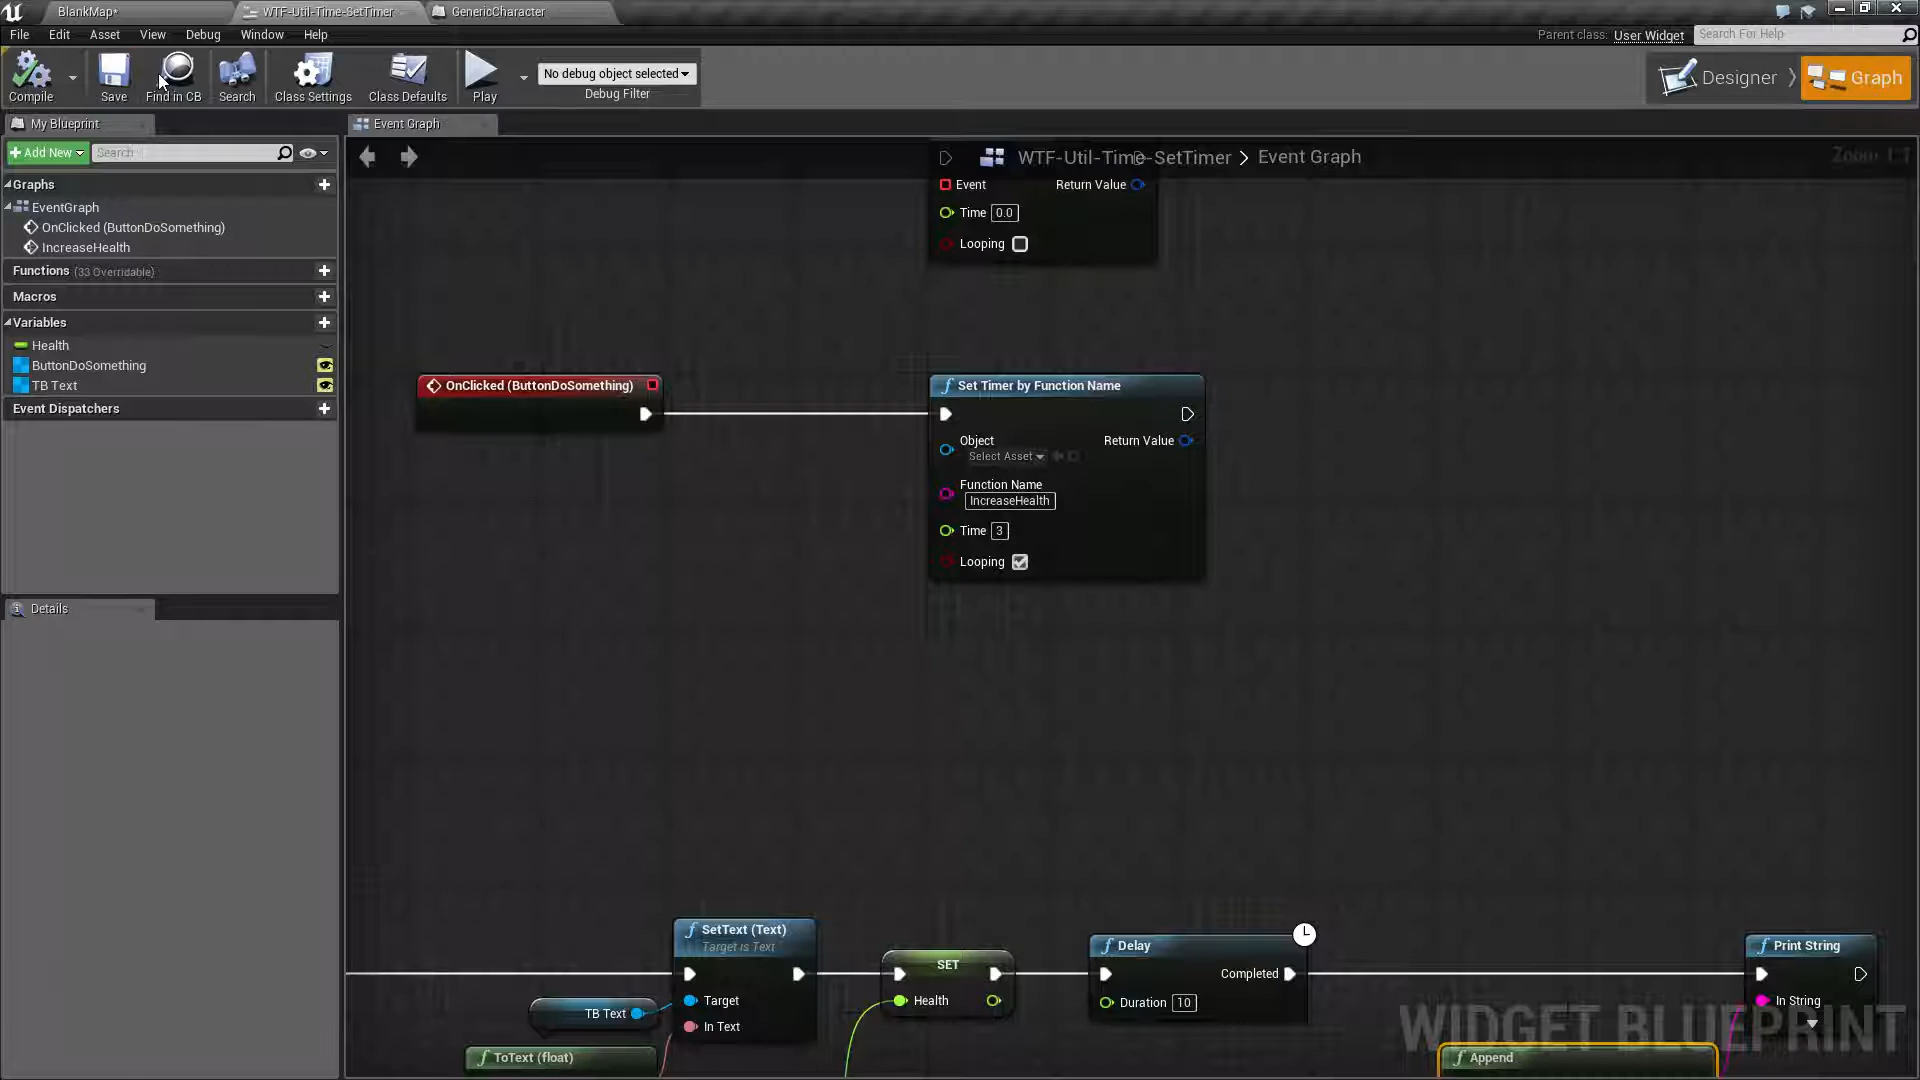 BlankMap*
WTF-Util-Time-SetTimer
GenericCharacter
File Edit Asset View Debug Window Help
Parent class: User Widget
Search For Help
Compile
Save
Find in CB
Search
Class Settings
Class Defaults
Play
No debug object selected
Debug Filter
Designer
Graph
My Blueprint
Event Graph
+ Add New
Search
WTF-Util-Time-SetTimer > Event Graph
Zoom 1:1
Graphs
EventGraph
OnClicked (ButtonDoSomething)
IncreaseHealth
Functions (33 Overridable)
Macros
Variables
Health
ButtonDoSomething
TB Text
Event Dispatchers
Details
Event
Return Value
Time 0.0
Looping
OnClicked (ButtonDoSomething)
Set Timer by Function Name
Object
Select Asset
Return Value
Function Name
IncreaseHealth
Time 3
Looping
SetText (Text)
Target is Text
Target
In Text
TB Text
ToText (float)
SET
Health
Delay
Completed
Duration 10
Print String
In String
Append
WIDGET BLUEPRINT